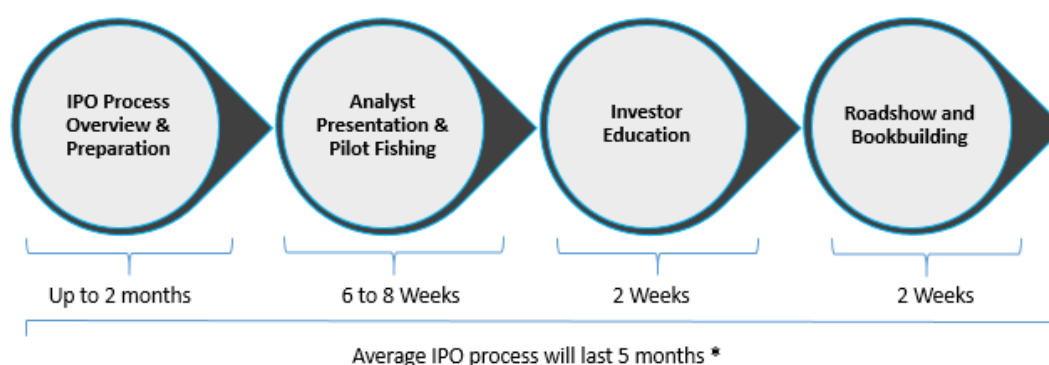 IPO Process
Overview &
Preparation
Analyst
Presentation &
Pilot Fishing
Investor
Education
Roadshow and
Bookbuilding
Up to 2 months
6 to 8 Weeks
2 Weeks
2 Weeks
Average IPO process will last 5 months *